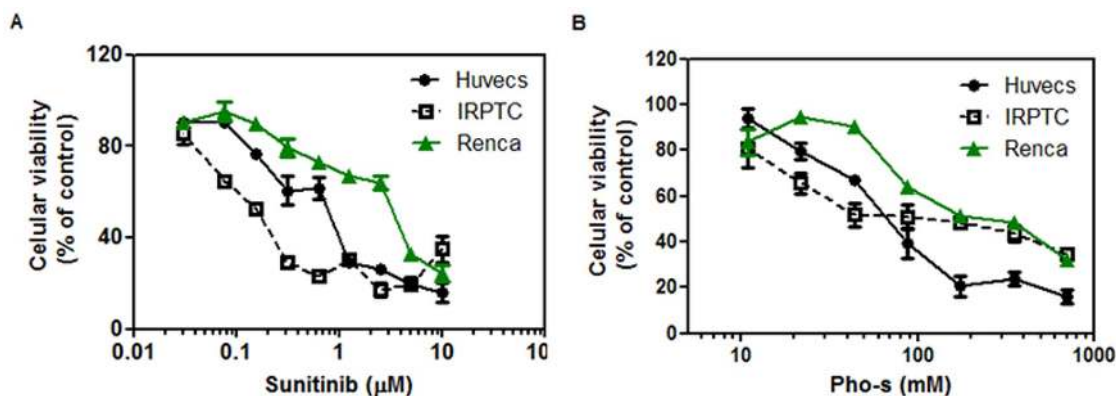 A
120
80
40
0
Celular viability
(% of control)
Huvecs
IRPTC
Renca
0.01
0.1
1
10
10
Sunitinib (µM)
B
120
100
80
60
40
20
0
Celular viability
(% of control)
Huvecs
IRPTC
Renca
10
100
1000
Pho-s (mM)